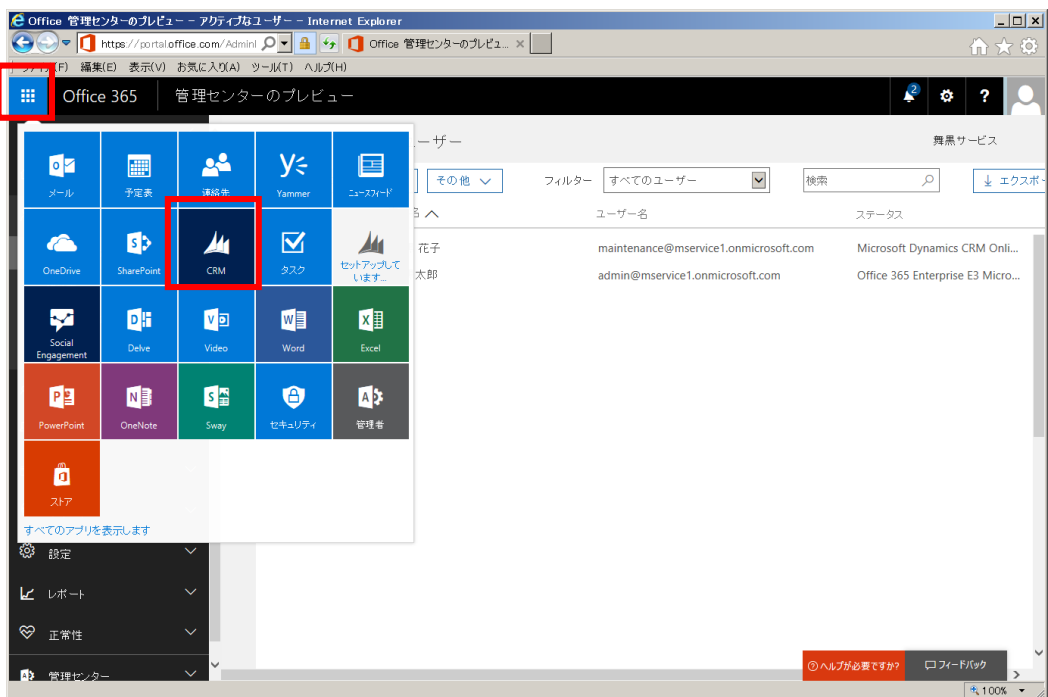 Office 管理センターのプレビュー - アクティブなユーザー - Internet Explorer
https://portal.office.com/Adminl
Office 管理センターのプレビュ... ×
編集(E) 表示(V) お気に入り(A) ツール(T) ヘルプ(H)
Office 365 管理センターのプレビュー
2 ?
ーザー
舞黒サービス
その他 フィルター すべてのユーザー 検索 エクスポー
ユーザー名 ステータス
花子 maintenance@mservice1.onmicrosoft.com Microsoft Dynamics CRM Onli...
太郎 admin@mservice1.onmicrosoft.com Office 365 Enterprise E3 Micro...
メール 予定表 連絡先 Yammer ニュースフィード
OneDrive SharePoint CRM タスク セットアップして
います...
Social
Engagement Delve Video Word Excel
PowerPoint OneNote Sway セキュリティ 管理者
ストア
すべてのアプリを表示します
設定
レポート
正常性
管理センター
ヘルプが必要ですか? フィードバック
100%